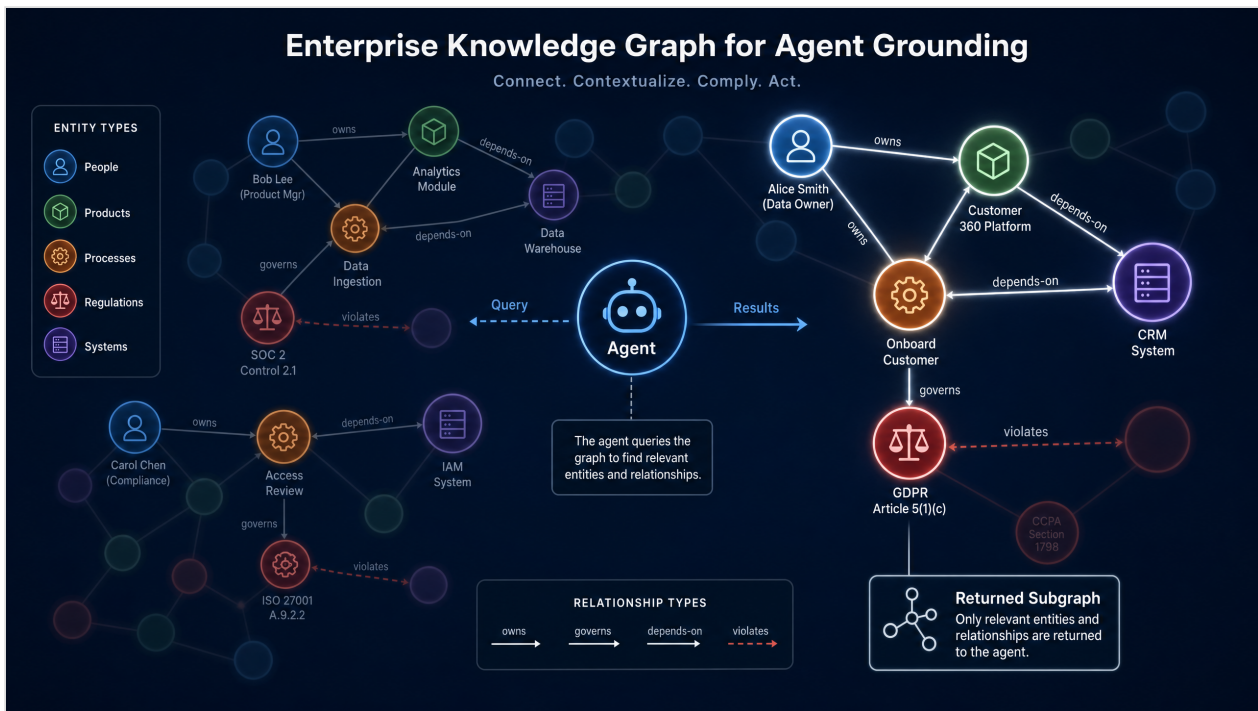 Enterprise Knowledge Graph for Agent Grounding
Connect. Contextualize. Comply. Act.
ENTITY TYPES
People
Products
Processes
Regulations
Systems
Bob Lee
(Product Mgr)
owns
Analytics
Module
depends-on
Data
Warehouse
depends-on
Data
Ingestion
governs
SOC 2
Control 2.1
violates
Carol Chen
(Compliance)
owns
Access
Review
depends-on
IAM
System
governs
ISO 27001
A.9.2.2
violates
Query
Agent
Results
The agent queries the
graph to find relevant
entities and relationships.
Alice Smith
(Data Owner)
owns
Customer
360 Platform
owns
depends-on
depends-on
CRM
System
Onboard
Customer
governs
GDPR
Article 5(1)(c)
violates
CCPA
Section
1798
RELATIONSHIP TYPES
owns
governs
depends-on
violates
Returned Subgraph
Only relevant entities and
relationships are returned
to the agent.